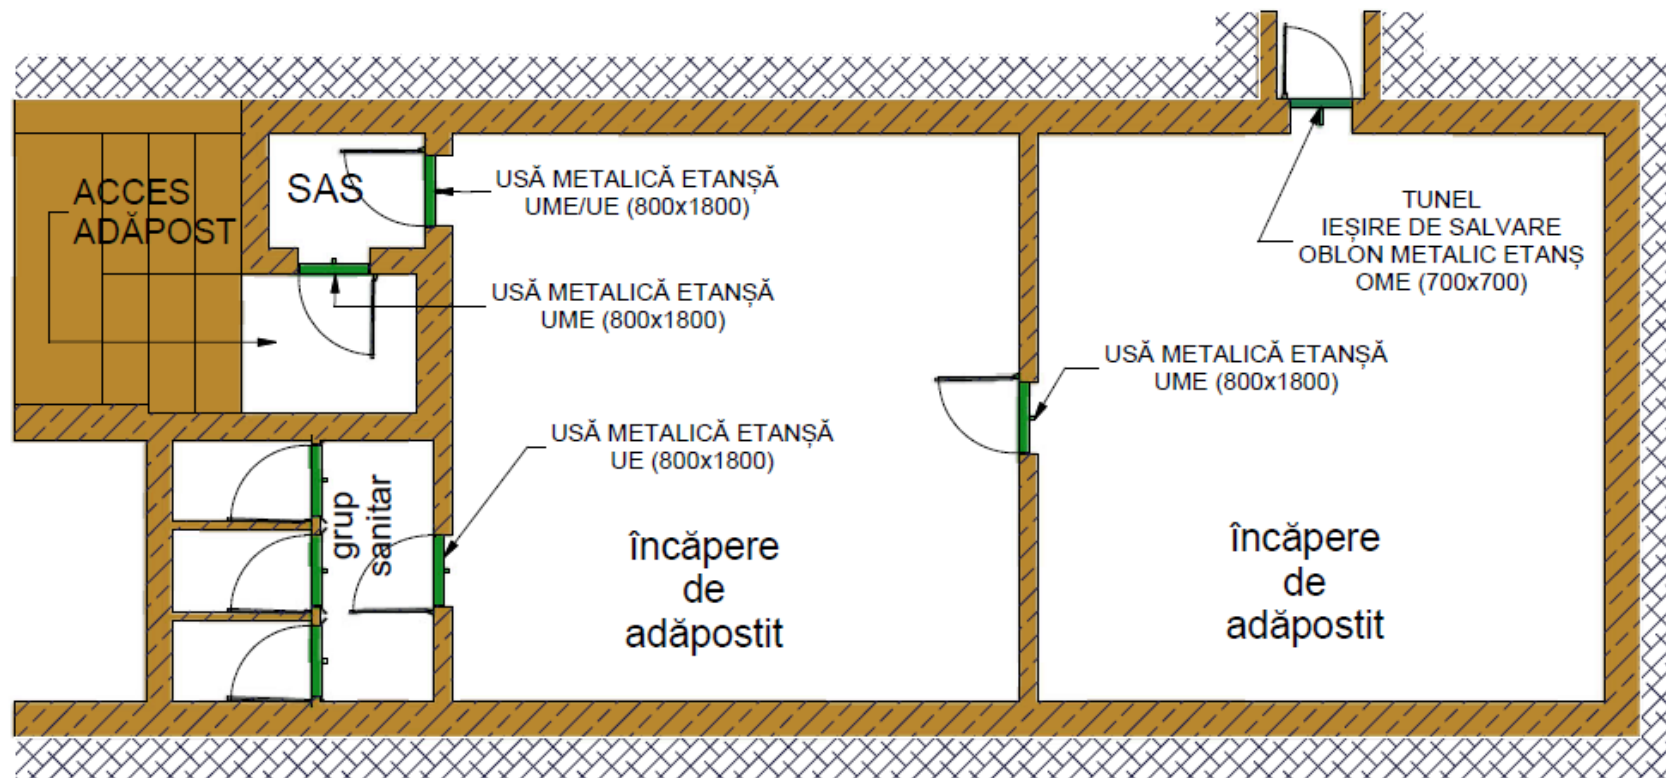 ACCES
ADĂPOST
SAS
USĂ METALICĂ ETANȘĂ
UME/UE (800x1800)
USĂ METALICĂ ETANȘĂ
UME (800x1800)
USĂ METALICĂ ETANȘĂ
UE (800x1800)
grup
sanitar
încăpere
de
adăpostit
TUNEL
IEȘIRE DE SALVARE
OBLON METALIC ETANȘ
OME (700x700)
USĂ METALICĂ ETANȘĂ
UME (800x1800)
încăpere
de
adăpostit